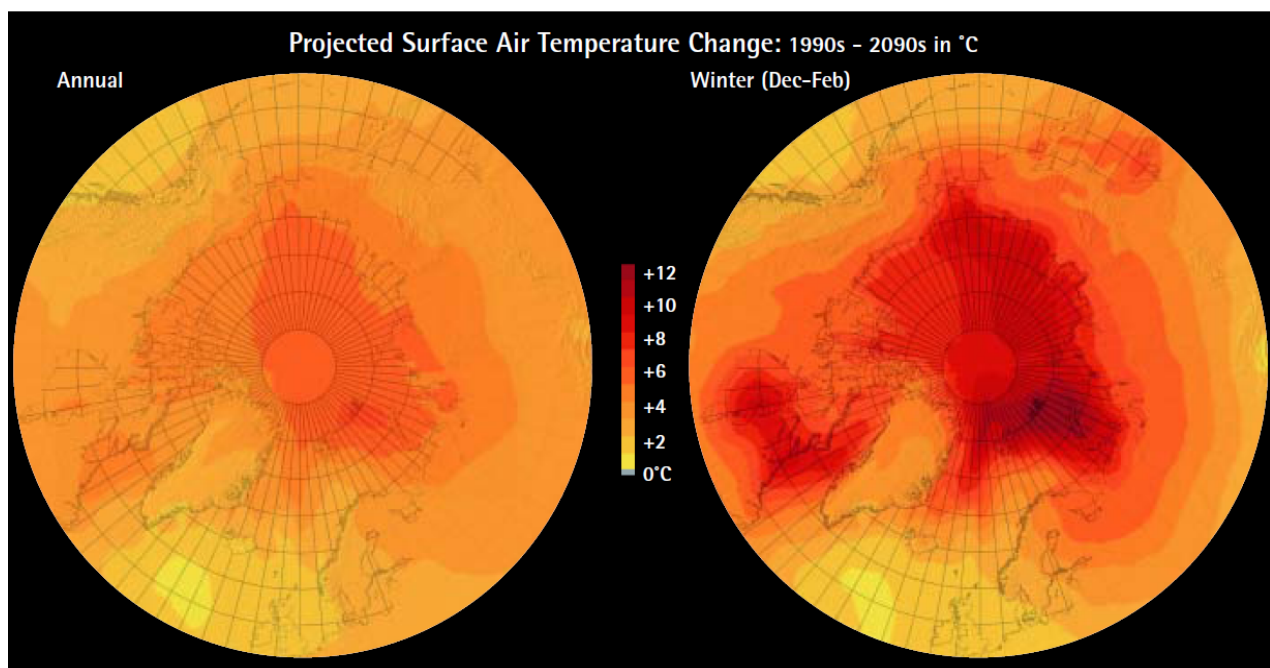 Projected Surface Air Temperature Change: 1990s - 2090s in °C
Annual
Winter (Dec-Feb)
+12
+10
+8
+6
+4
+2
0°C